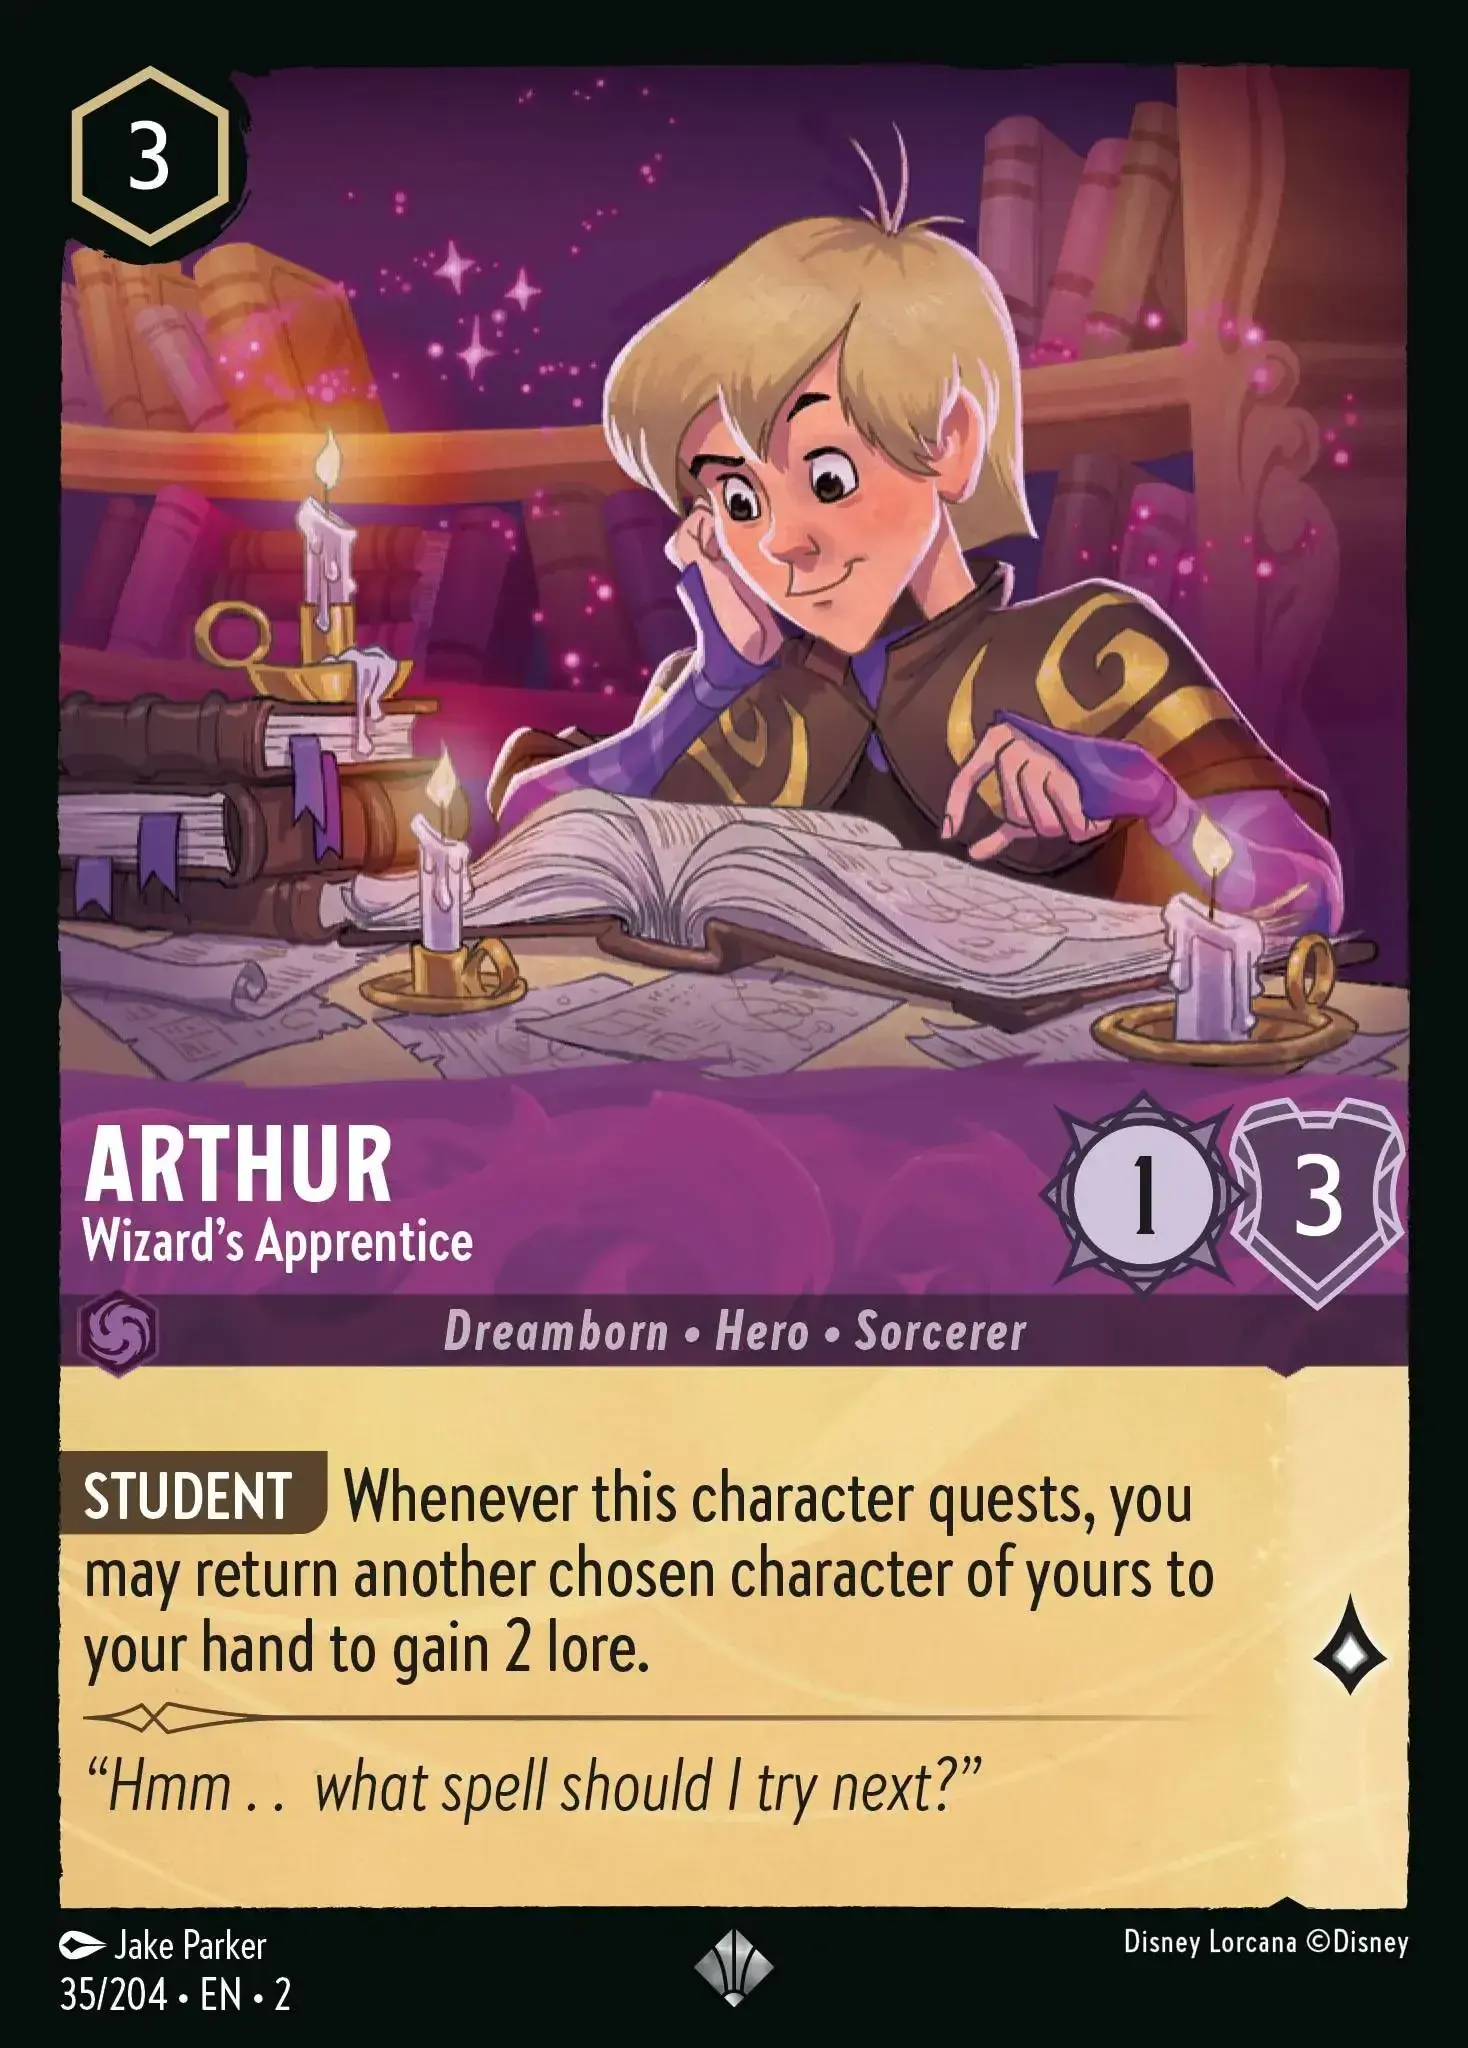 3
ARTHUR
Wizard's Apprentice
1
3
Dreamborn • Hero • Sorcerer
STUDENT Whenever this character quests, you
may return another chosen character of yours to
your hand to gain 2 lore.
“Hmm . .  what spell should I try next?”
Jake Parker
Disney Lorcana ©Disney
35/204 • EN • 2